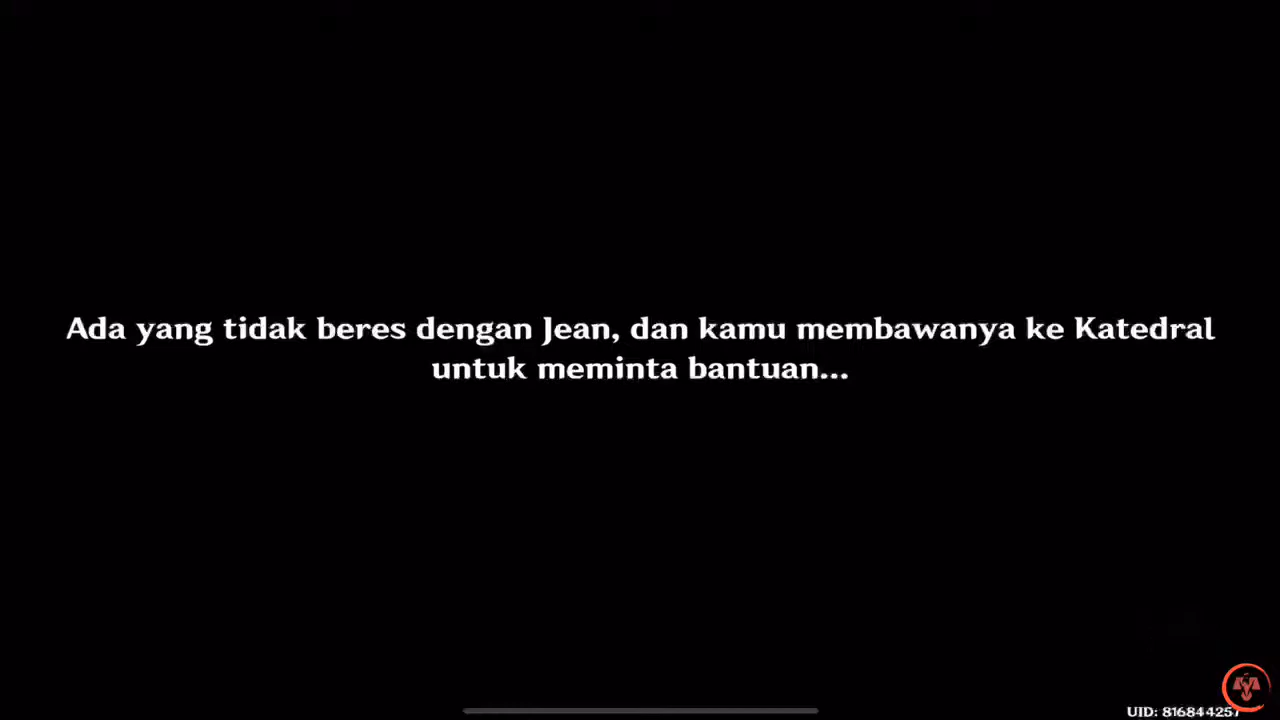 Ada yang tidak beres dengan Jean, dan kamu membawanya ke Katedral
untuk meminta bantuan...
UID: 816844257